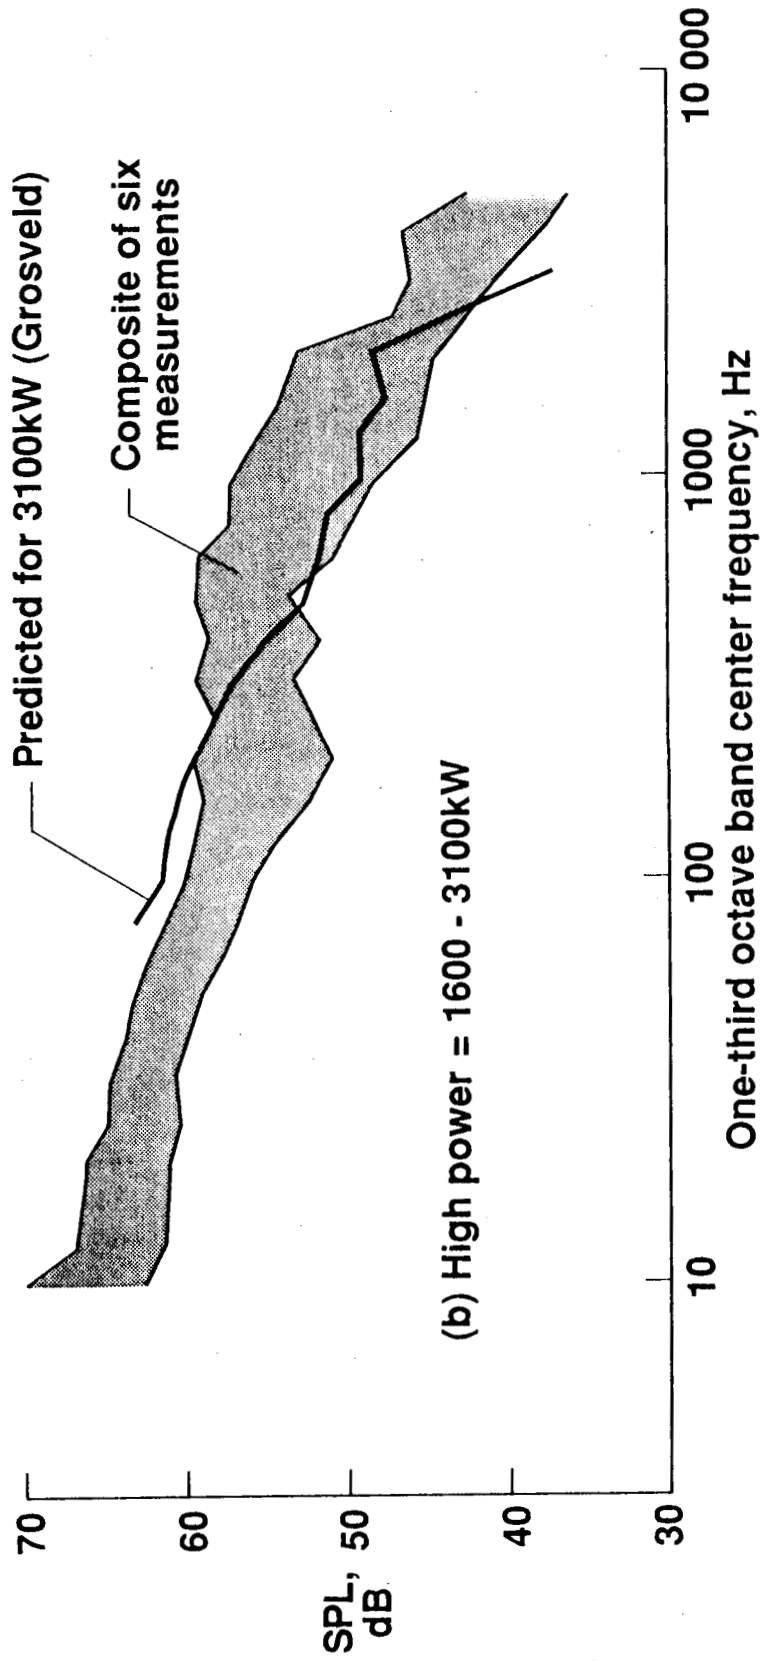 Predicted for 3100kW (Grosveld)
Composite of six
measurements
70
60
50
40
30
SPL,
dB
(b) High power = 1600 - 3100kW
10
100
1000
10 000
One-third octave band center frequency, Hz